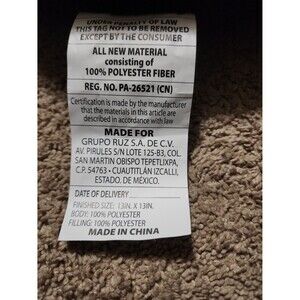 UNDER PENALTY OF LAW
THIS TAG NOT TO BE REMOVED
EXCEPT BY THE CONSUMER
ALL NEW MATERIAL
consisting of
100% POLYESTER FIBER
REG. NO. PA-26521 (CN)
Certification is made by the manufacturer
that the materials in this article are
described in accordance with law
MADE FOR
GRUPO RUZ S.A. DE C.V.
AV. PIRULES S/N LOTE 125-B3, COL.
SAN MARTIN OBISPO TEPETLIXPA,
C.P. 54763 • CUAUTITLÁN IZCALLI,
ESTADO. DE MÉXICO.
DATE OF DELIVERY
FINISHED SIZE: 13IN. X 13IN.
BODY: 100% POLYESTER
FILLING: 100% POLYESTER
MADE IN CHINA